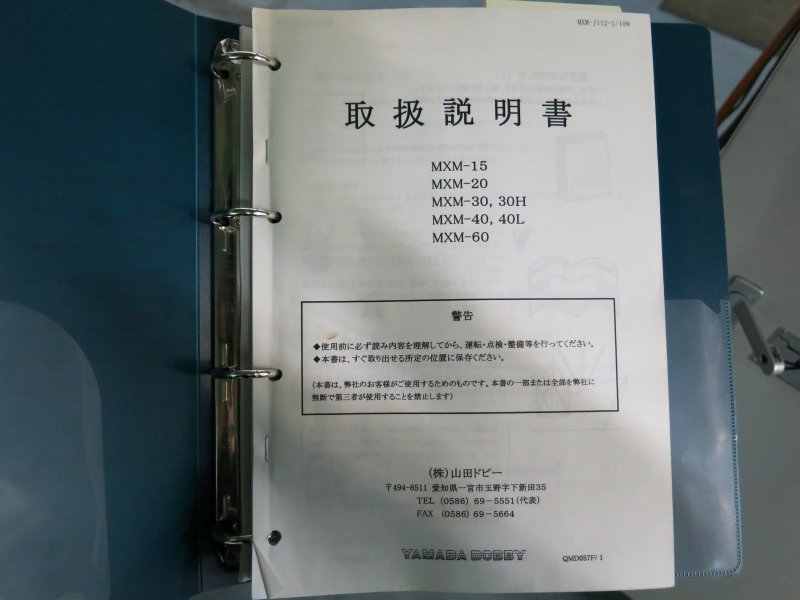 MXM-J112-1/109
取扱説明書
MXM-15
MXM-20
MXM-30, 30H
MXM-40, 40L
MXM-60
警告
◆使用前に必ず読み内容を理解してから、運転・点検・整備等を行ってください。
◆本書は、すぐ取り出せる所定の位置に保存ください。
(本書は、弊社のお客様がご使用するためのものです。本書の一部または全部を弊社に
無断で第三者が使用することを禁止します)
(株)山田ドビー
〒494-8511 愛知県一宮市玉野字下新田35
TEL (0586) 69-5551(代表)
FAX (0586) 69-5664
YAMADA DOBBY
QMD057F/1